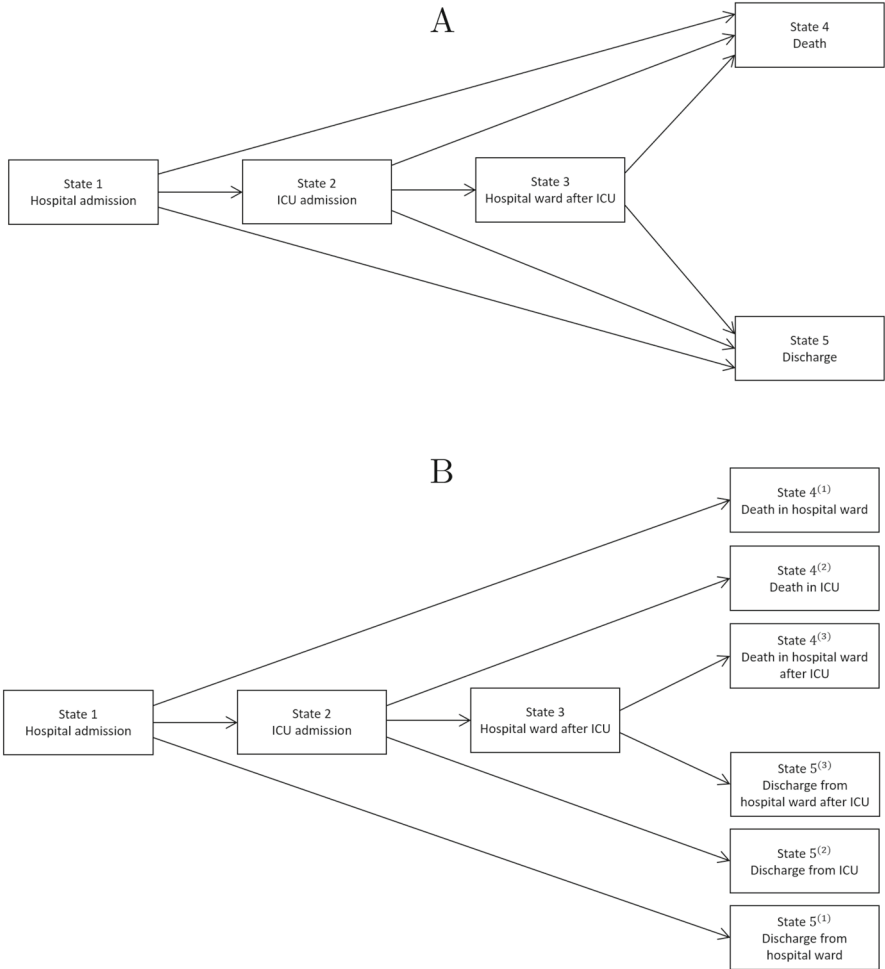 A
State 4
Death
State 1
Hospital admission
State 2
ICU admission
State 3
Hospital ward after ICU
State 5
Discharge
B
State 4⁽¹⁾
Death in hospital ward
State 4⁽²⁾
Death in ICU
State 4⁽³⁾
Death in hospital ward
after ICU
State 1
Hospital admission
State 2
ICU admission
State 3
Hospital ward after ICU
State 5⁽³⁾
Discharge from
hospital ward after ICU
State 5⁽²⁾
Discharge from ICU
State 5⁽¹⁾
Discharge from
hospital ward